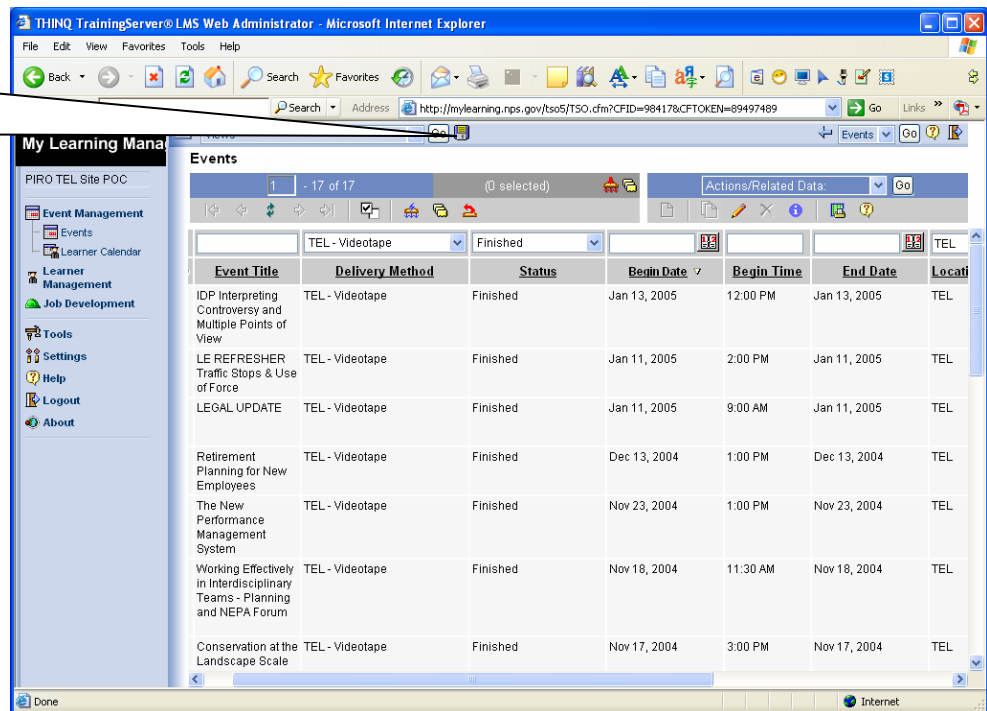 THINQ TrainingServer® LMS Web Administrator - Microsoft Internet Explorer
File Edit View Favorites Tools Help
Back Search Favorites
Search Address http://mylearning.nps.gov/tso5/TSO.cfm?CFID=98417&CFTOKEN=89497489 Go Links »
Go Events Go
My Learning Mana
Events
PIRO TEL Site POC
1 - 17 of 17 (0 selected) Actions/Related Data: Go
Event Management
Events
Learner Calendar
Learner
Management
Job Development
Tools
Settings
Help
Logout
About
TEL - Videotape Finished TEL
Event Title Delivery Method Status Begin Date Begin Time End Date Locati
IDP Interpreting TEL - Videotape Finished Jan 13, 2005 12:00 PM Jan 13, 2005 TEL
Controversy and
Multiple Points of
View
LE REFRESHER TEL - Videotape Finished Jan 11, 2005 2:00 PM Jan 11, 2005 TEL
Traffic Stops & Use
of Force
LEGAL UPDATE TEL - Videotape Finished Jan 11, 2005 9:00 AM Jan 11, 2005 TEL
Retirement TEL - Videotape Finished Dec 13, 2004 1:00 PM Dec 13, 2004 TEL
Planning for New
Employees
The New TEL - Videotape Finished Nov 23, 2004 1:00 PM Nov 23, 2004 TEL
Performance
Management
System
Working Effectively TEL - Videotape Finished Nov 18, 2004 11:30 AM Nov 18, 2004 TEL
in Interdisciplinary
Teams - Planning
and NEPA Forum
Conservation at the TEL - Videotape Finished Nov 17, 2004 3:00 PM Nov 17, 2004 TEL
Landscape Scale
Done Internet